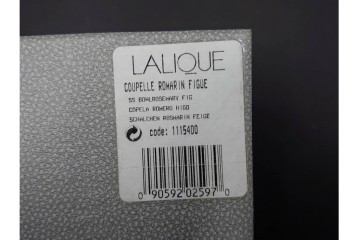 LALIQUE
COUPELLE ROMARIN FIGUE
SS BOWLROSEMARY FIG
COPELA ROMERO HIGO
SCHALCHEN ROSMARIN FEIGE
code: 1115400
0 90592 02597 0